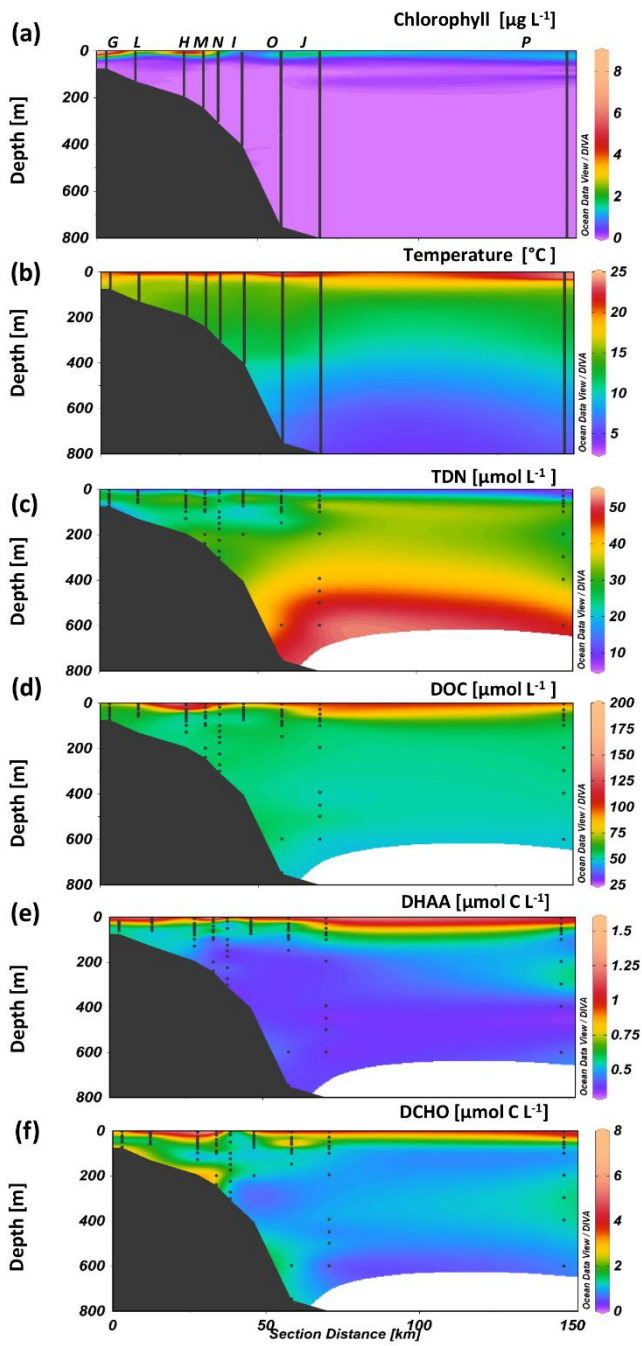 (a)
Chlorophyll [µg L-1]
G L H M N I O J P
Depth [m]
0
200
400
600
800
8
6
4
2
0
Ocean Data View / DIVA
(b)
Temperature [°C]
Depth [m]
0
200
400
600
800
25
20
15
10
5
Ocean Data View / DIVA
(c)
TDN [µmol L-1]
Depth [m]
0
200
400
600
800
50
40
30
20
10
Ocean Data View / DIVA
(d)
DOC [µmol L-1]
Depth [m]
0
200
400
600
800
200
175
150
125
100
75
50
25
Ocean Data View / DIVA
(e)
DHAA [µmol C L-1]
Depth [m]
0
200
400
600
800
1.5
1
0.5
Ocean Data View / DIVA
(f)
DCHO [µmol C L-1]
Depth [m]
0
200
400
600
800
8
6
4
2
0
Ocean Data View / DIVA
0 50 100 150
Section Distance [km]